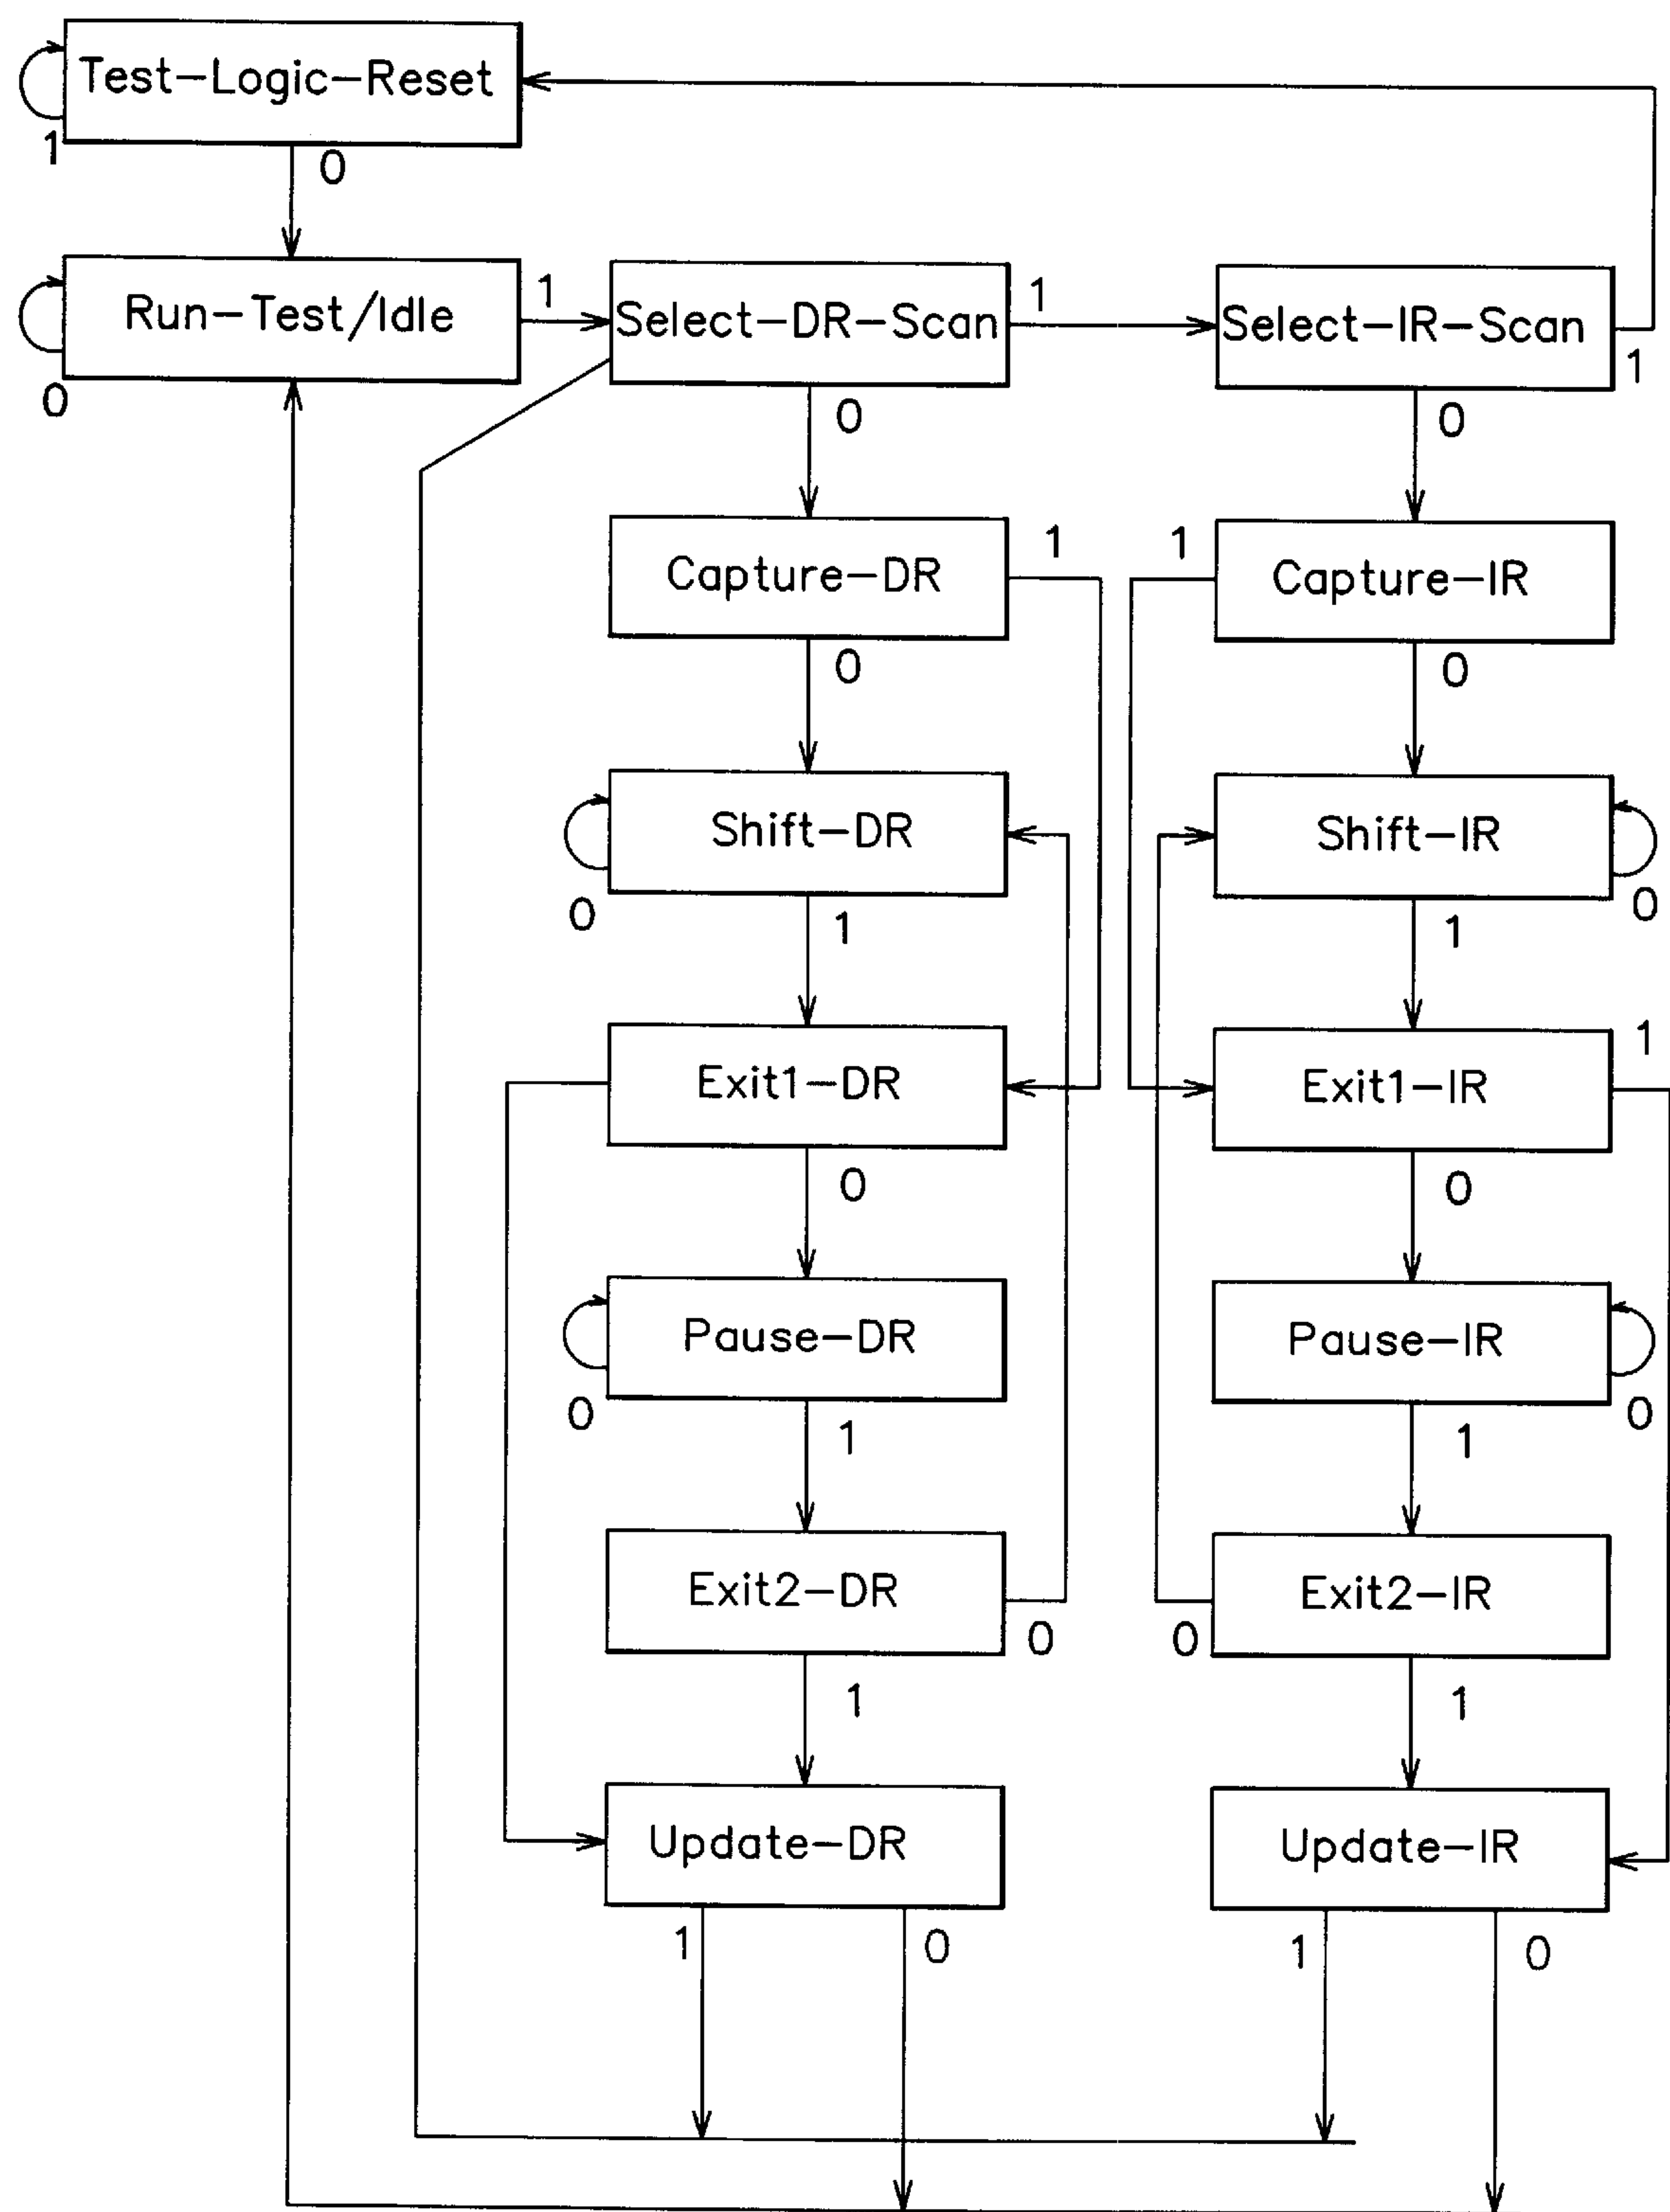 Test-Logic-Reset
1
0
Run-Test/Idle
1
Select-DR-Scan
1
Select-IR-Scan
1
0
0
0
Capture-DR
1
1
Capture-IR
0
0
Shift-DR
Shift-IR
0
1
1
0
Exit1-DR
Exit1-IR
1
0
0
Pause-DR
Pause-IR
0
1
1
0
Exit2-DR
Exit2-IR
0
0
1
1
Update-DR
Update-IR
1
0
1
0